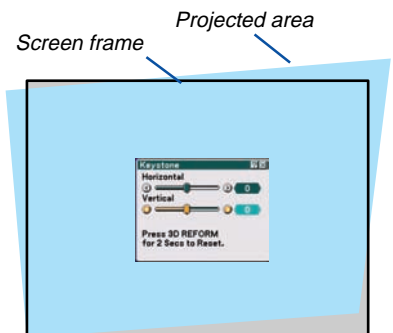 Projected area
Screen frame
Keystone
Horizontal
0
Vertical
0
Press 3D REFORM
for 2 Secs to Reset.